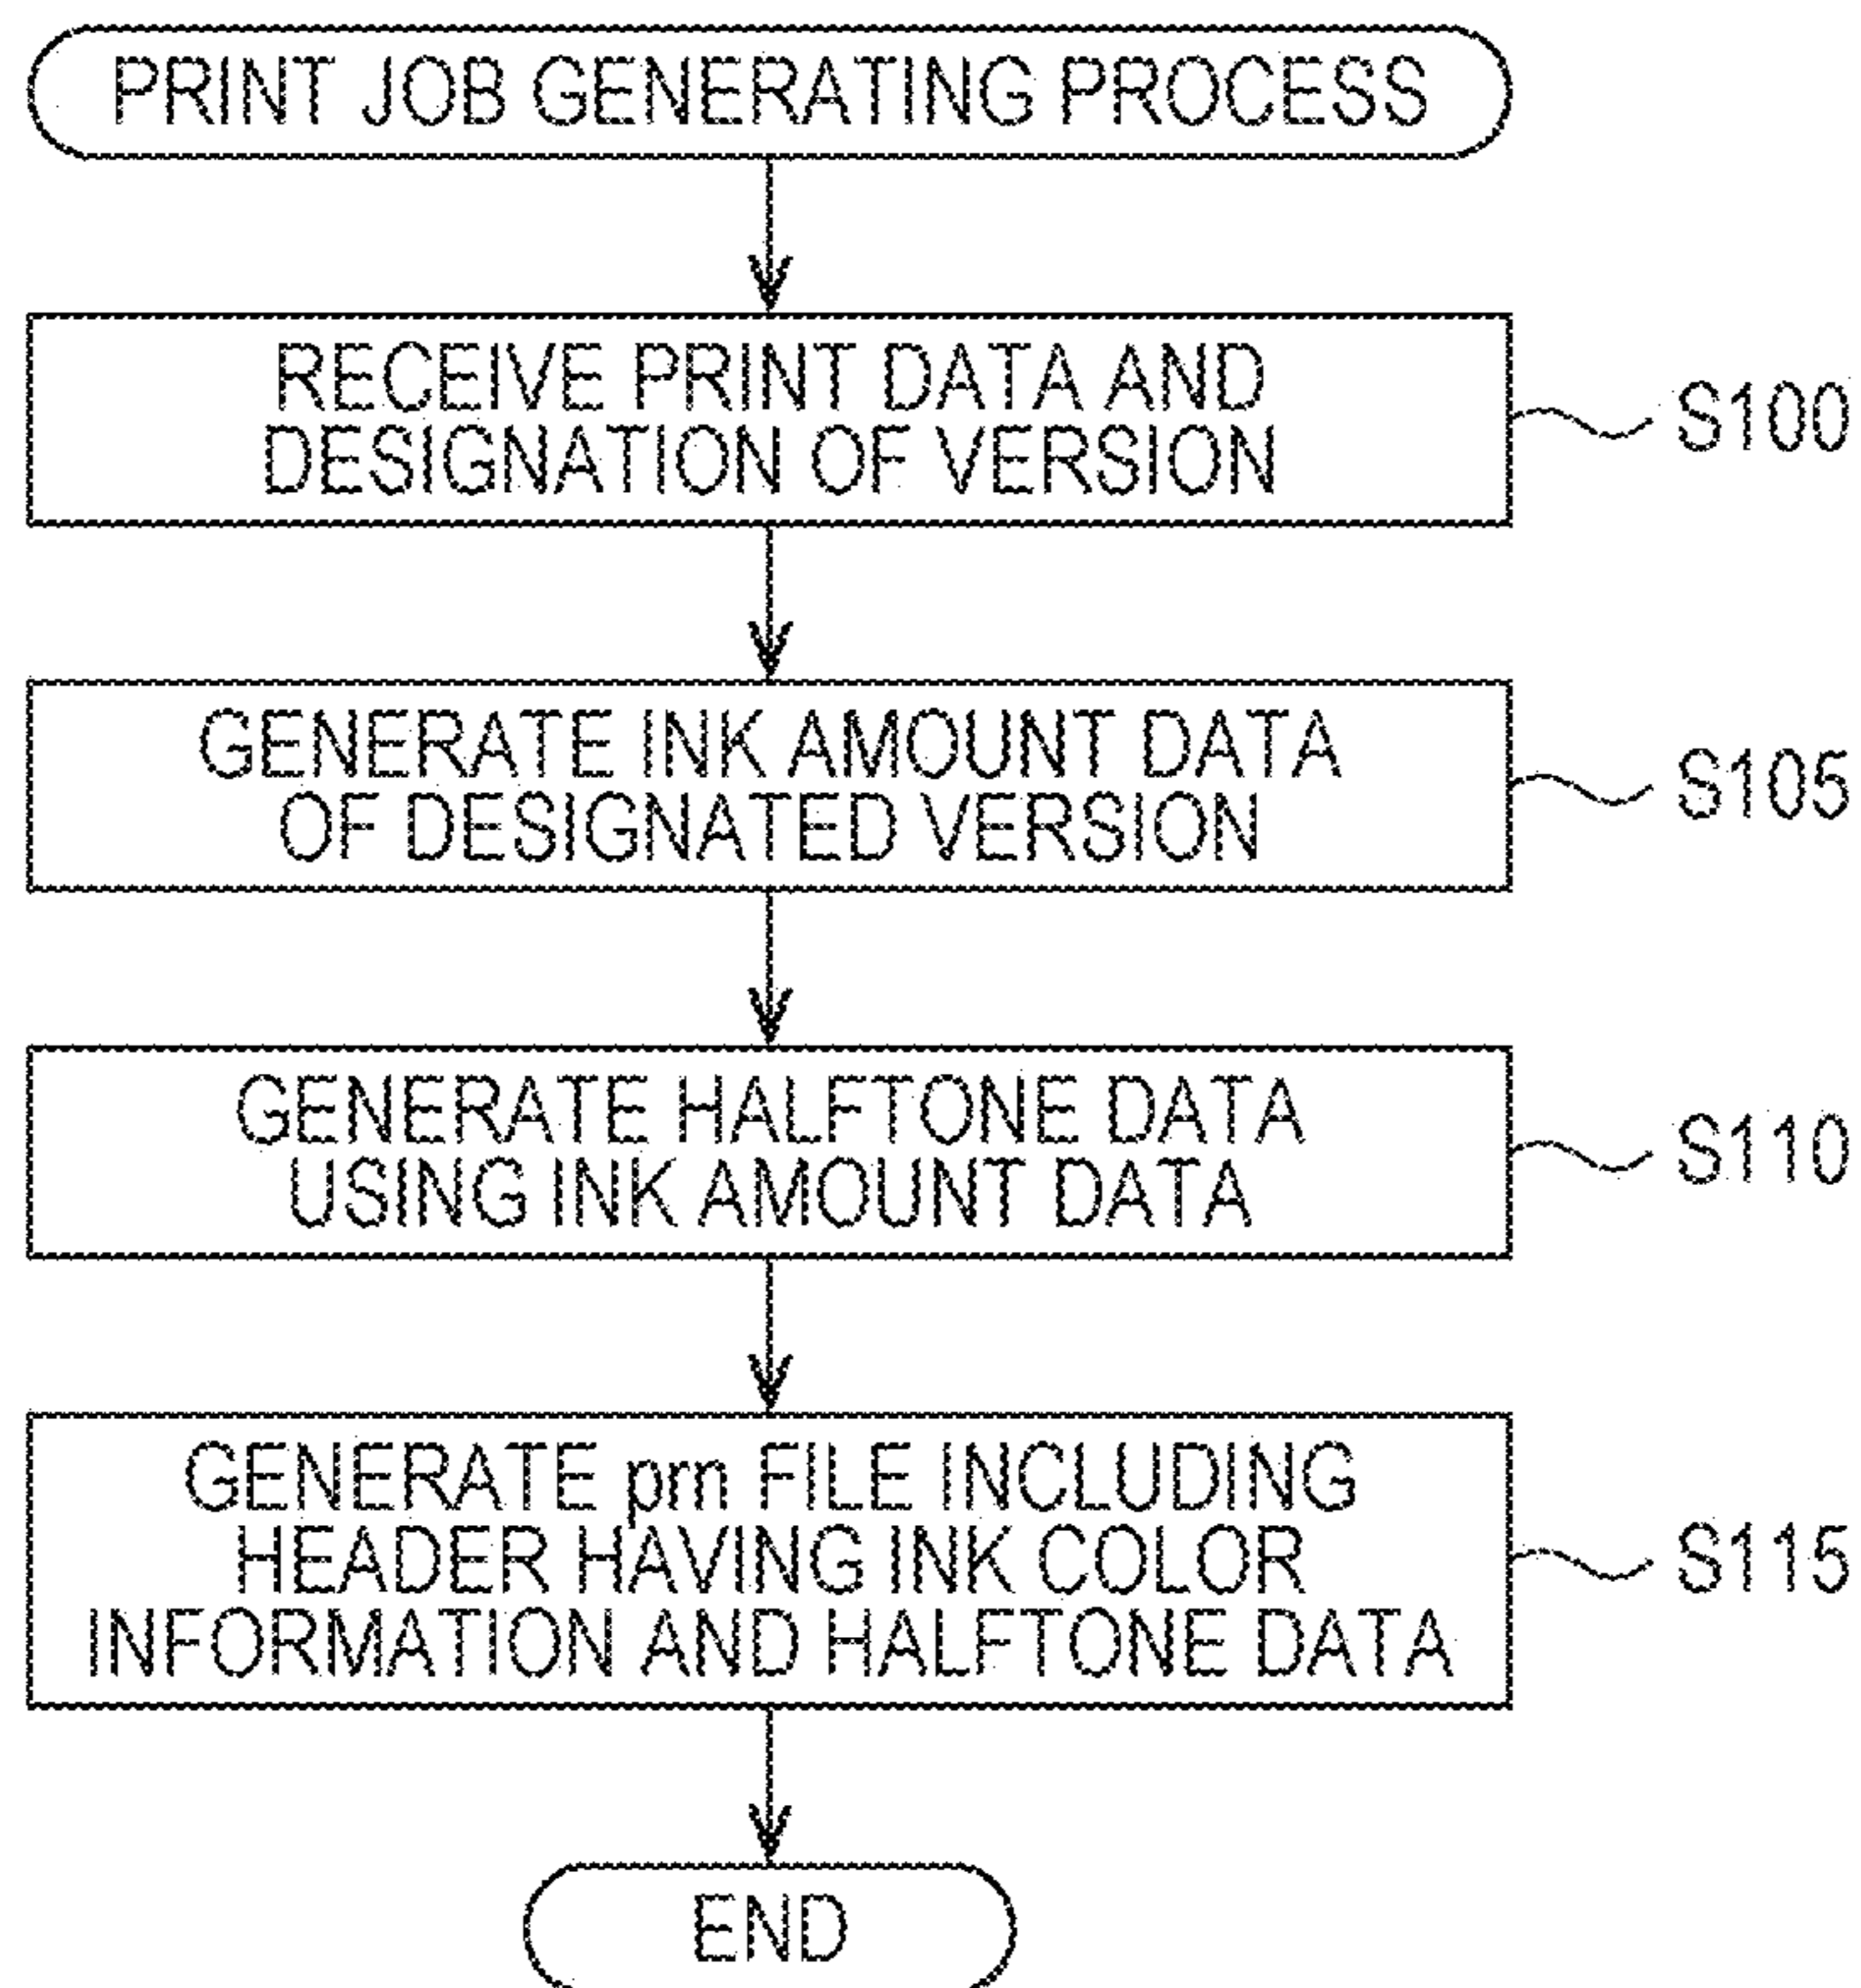 PRINT JOB GENERATING PROCESS
RECEIVE PRINT DATA AND
DESIGNATION OF VERSION
S100
GENERATE INK AMOUNT DATA
OF DESIGNATED VERSION
S105
GENERATE HALFTONE DATA
USING INK AMOUNT DATA
S110
GENERATE prn FILE INCLUDING
HEADER HAVING INK COLOR
INFORMATION AND HALFTONE DATA
S115
END